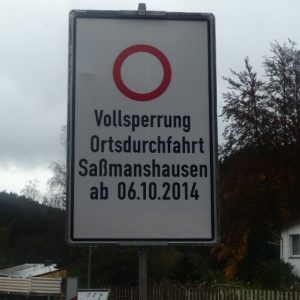 Vollsperrung
Ortsdurchfahrt
Saßmanshausen
ab 06.10.2014